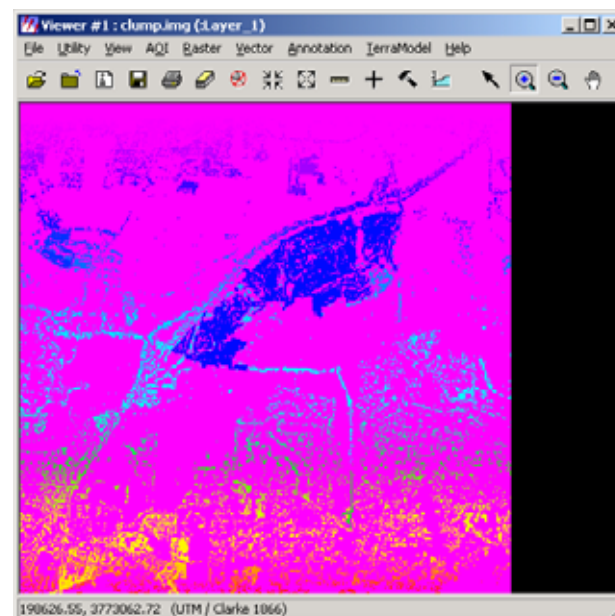 Viewer #1 : clump.img (:Layer_1)
File Utility View AOI Raster Vector Annotation TerraModel Help
198626.55, 3773062.72 (UTM / Clarke 1866)